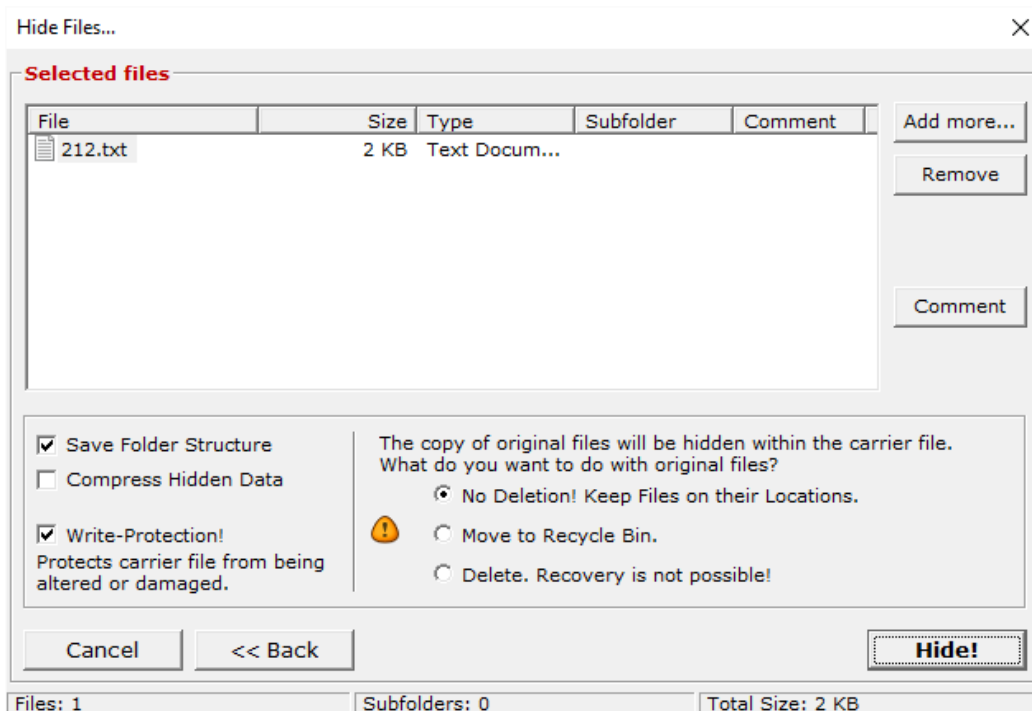 Hide Files...
Selected files
File Size Type Subfolder Comment
212.txt 2 KB Text Docum...
Add more...
Remove
Comment
Save Folder Structure
Compress Hidden Data
Write-Protection!
Protects carrier file from being
altered or damaged.
The copy of original files will be hidden within the carrier file.
What do you want to do with original files?
No Deletion! Keep Files on their Locations.
Move to Recycle Bin.
Delete. Recovery is not possible!
Cancel
<< Back
Hide!
Files: 1
Subfolders: 0
Total Size: 2 KB